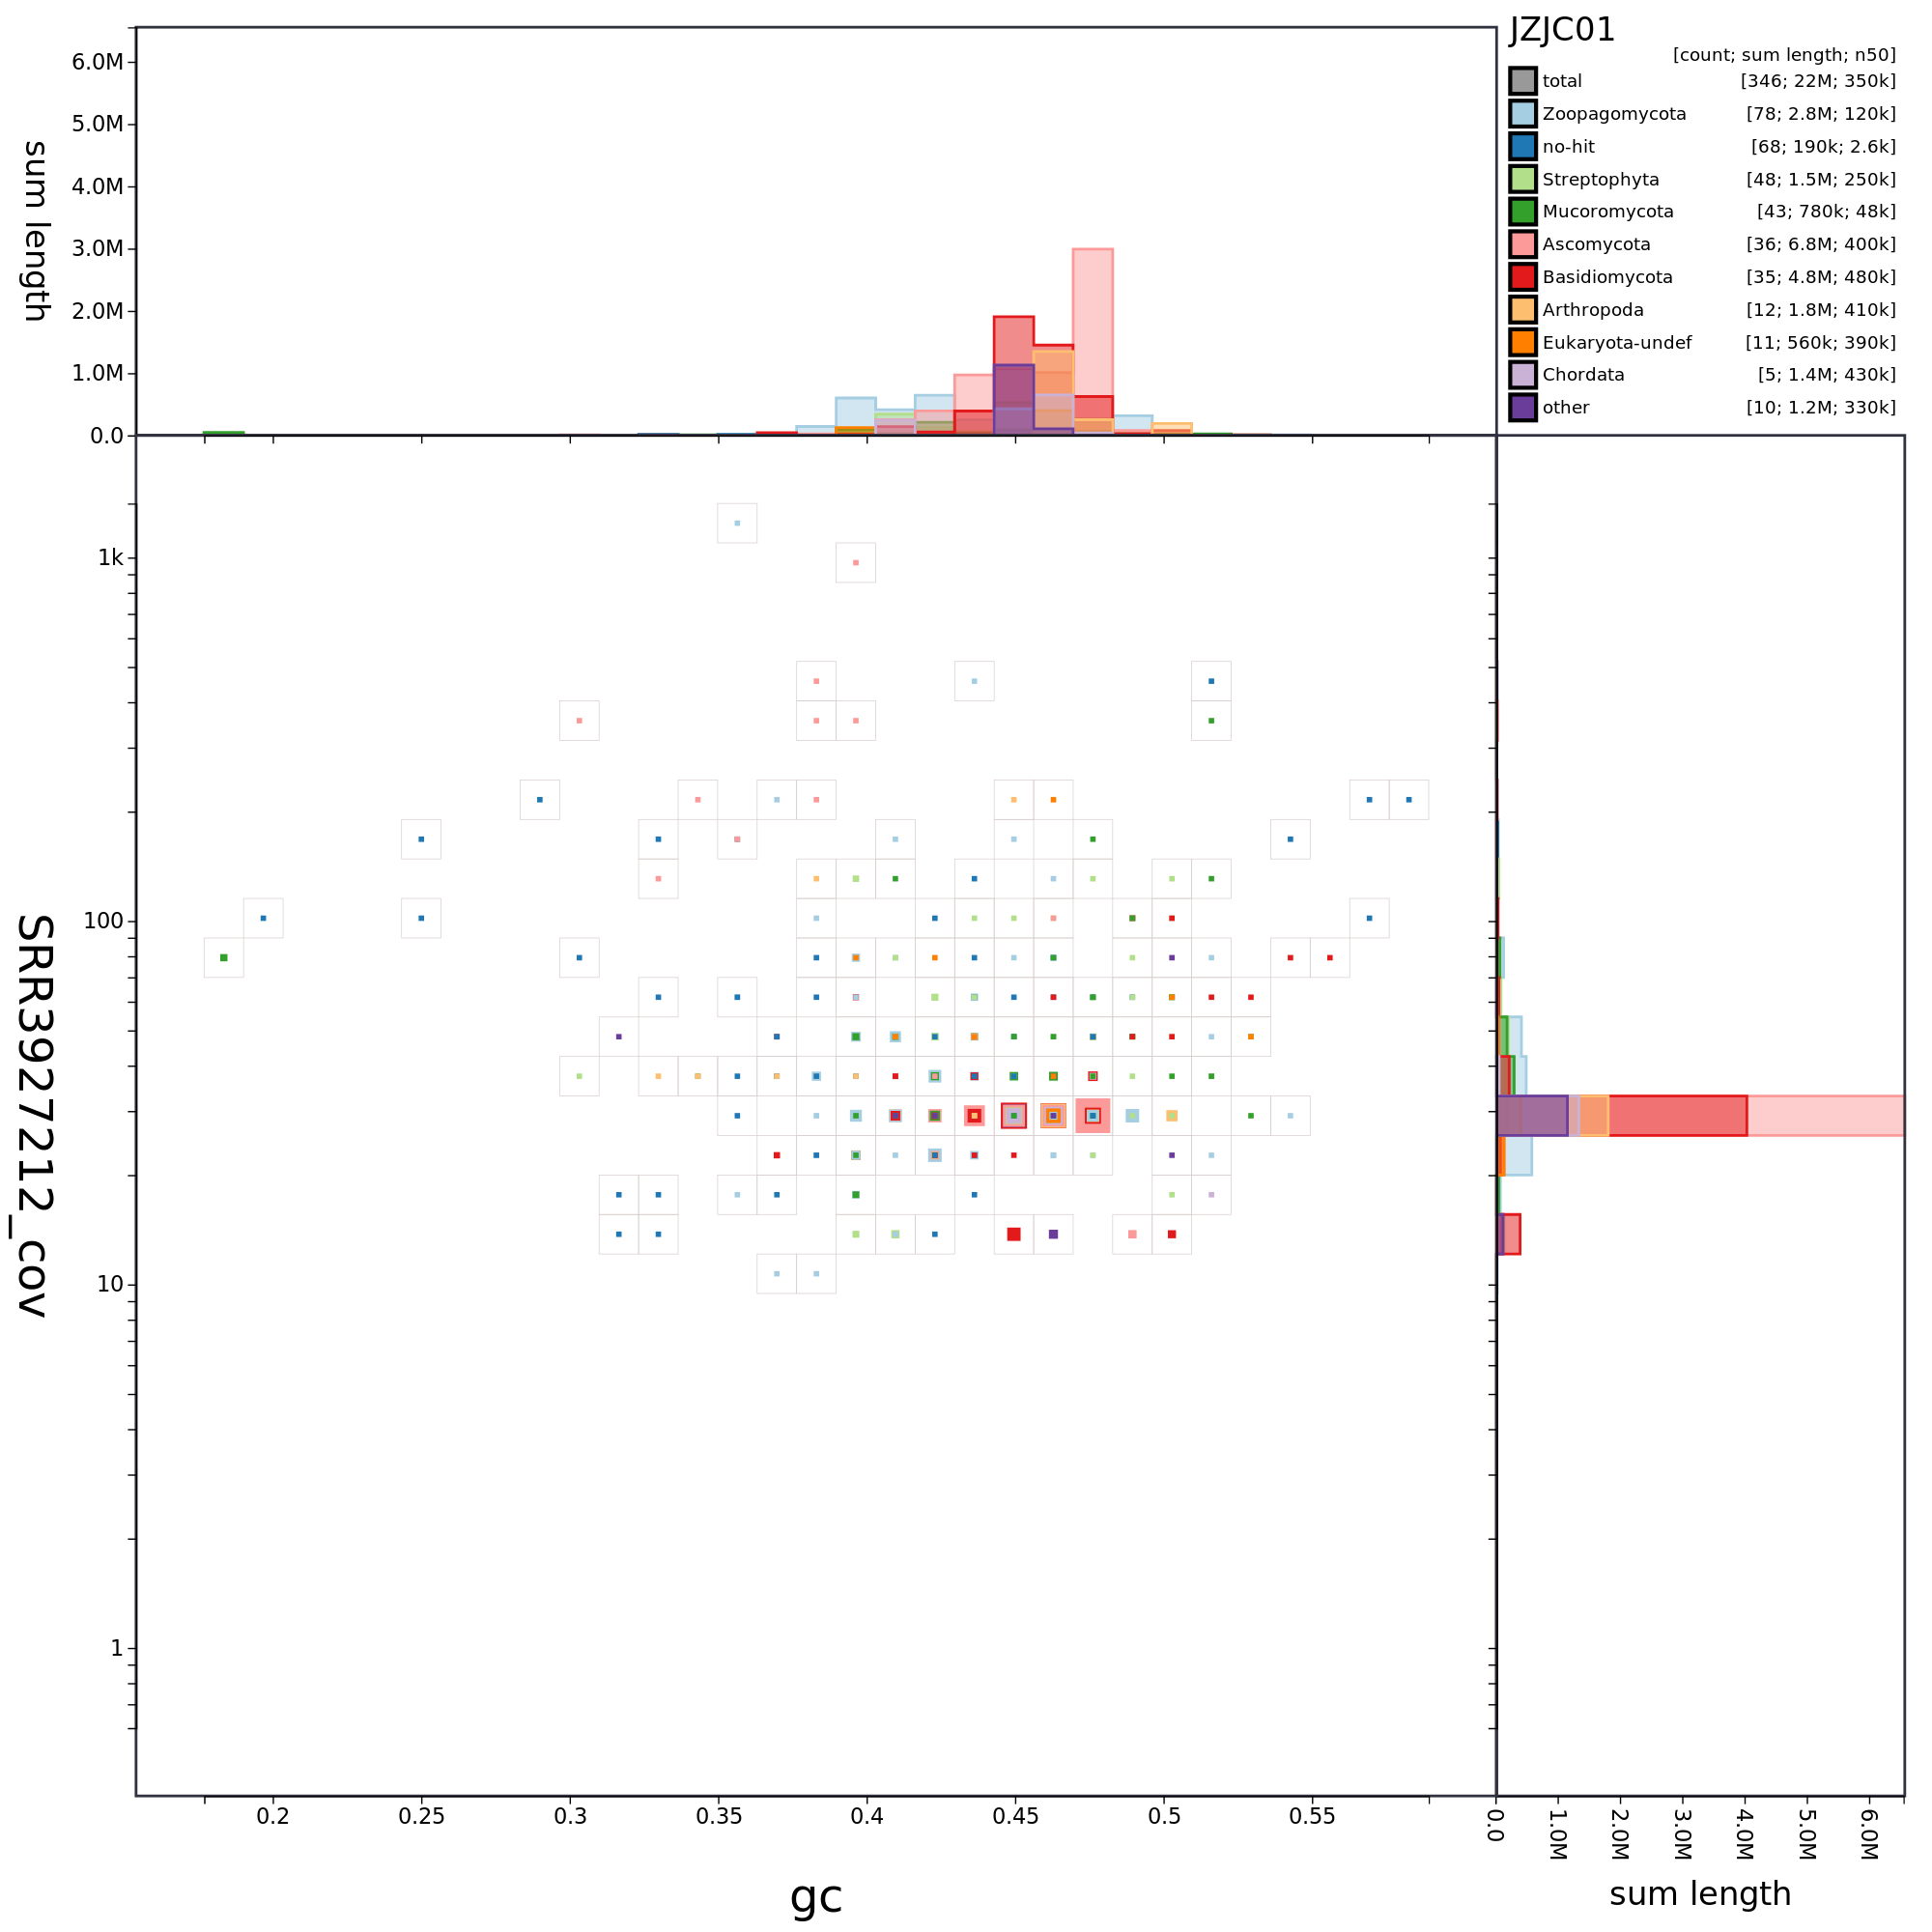 JZJC01
[count; sum length; n50]
total [346; 22M; 350k]
Zoopagomycota [78; 2.8M; 120k]
no-hit [68; 190k; 2.6k]
Streptophyta [48; 1.5M; 250k]
Mucoromycota [43; 780k; 48k]
Ascomycota [36; 6.8M; 400k]
Basidiomycota [35; 4.8M; 480k]
Arthropoda [12; 1.8M; 410k]
Eukaryota-undef [11; 560k; 390k]
Chordata [5; 1.4M; 430k]
other [10; 1.2M; 330k]
sum length
6.0M
5.0M
4.0M
3.0M
2.0M
1.0M
0.0
SRR3927212_cov
1k
100
10
1
0.2 0.25 0.3 0.35 0.4 0.45 0.5 0.55
gc
0.0 1.0M 2.0M 3.0M 4.0M 5.0M 6.0M
sum length